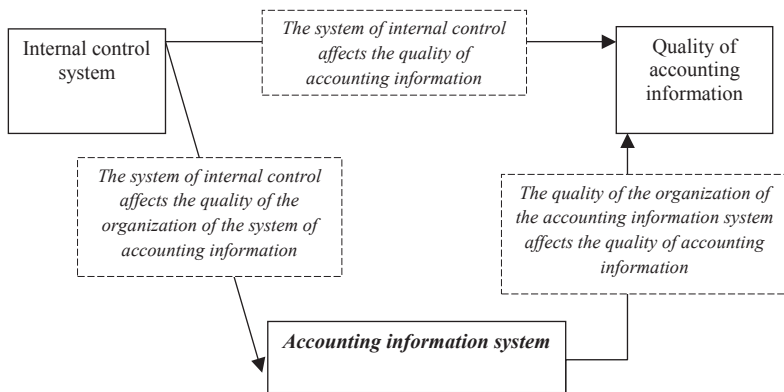 Internal control
system
The system of internal control
affects the quality of
accounting information
Quality of
accounting
information
The system of internal control
affects the quality of the
organization of the system of
accounting information
The quality of the organization of
the accounting information system
affects the quality of accounting
information
Accounting information system